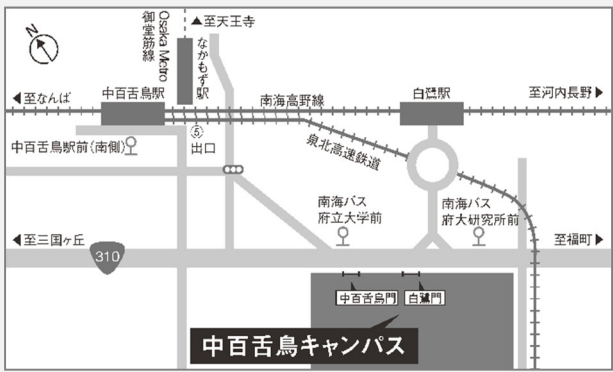 N
▲至天王寺
御堂筋線
Osaka Metro
なかもず駅
◀至なんば
中百舌鳥駅
南海高野線
白鷺駅
至河内長野▶
⑤
出口
中百舌鳥駅前(南側)
泉北高速鉄道
南海バス
府立大学前
南海バス
府大研究所前
◀至三国ヶ丘
310
至福町▶
中百舌鳥門
白鷺門
中百舌鳥キャンパス